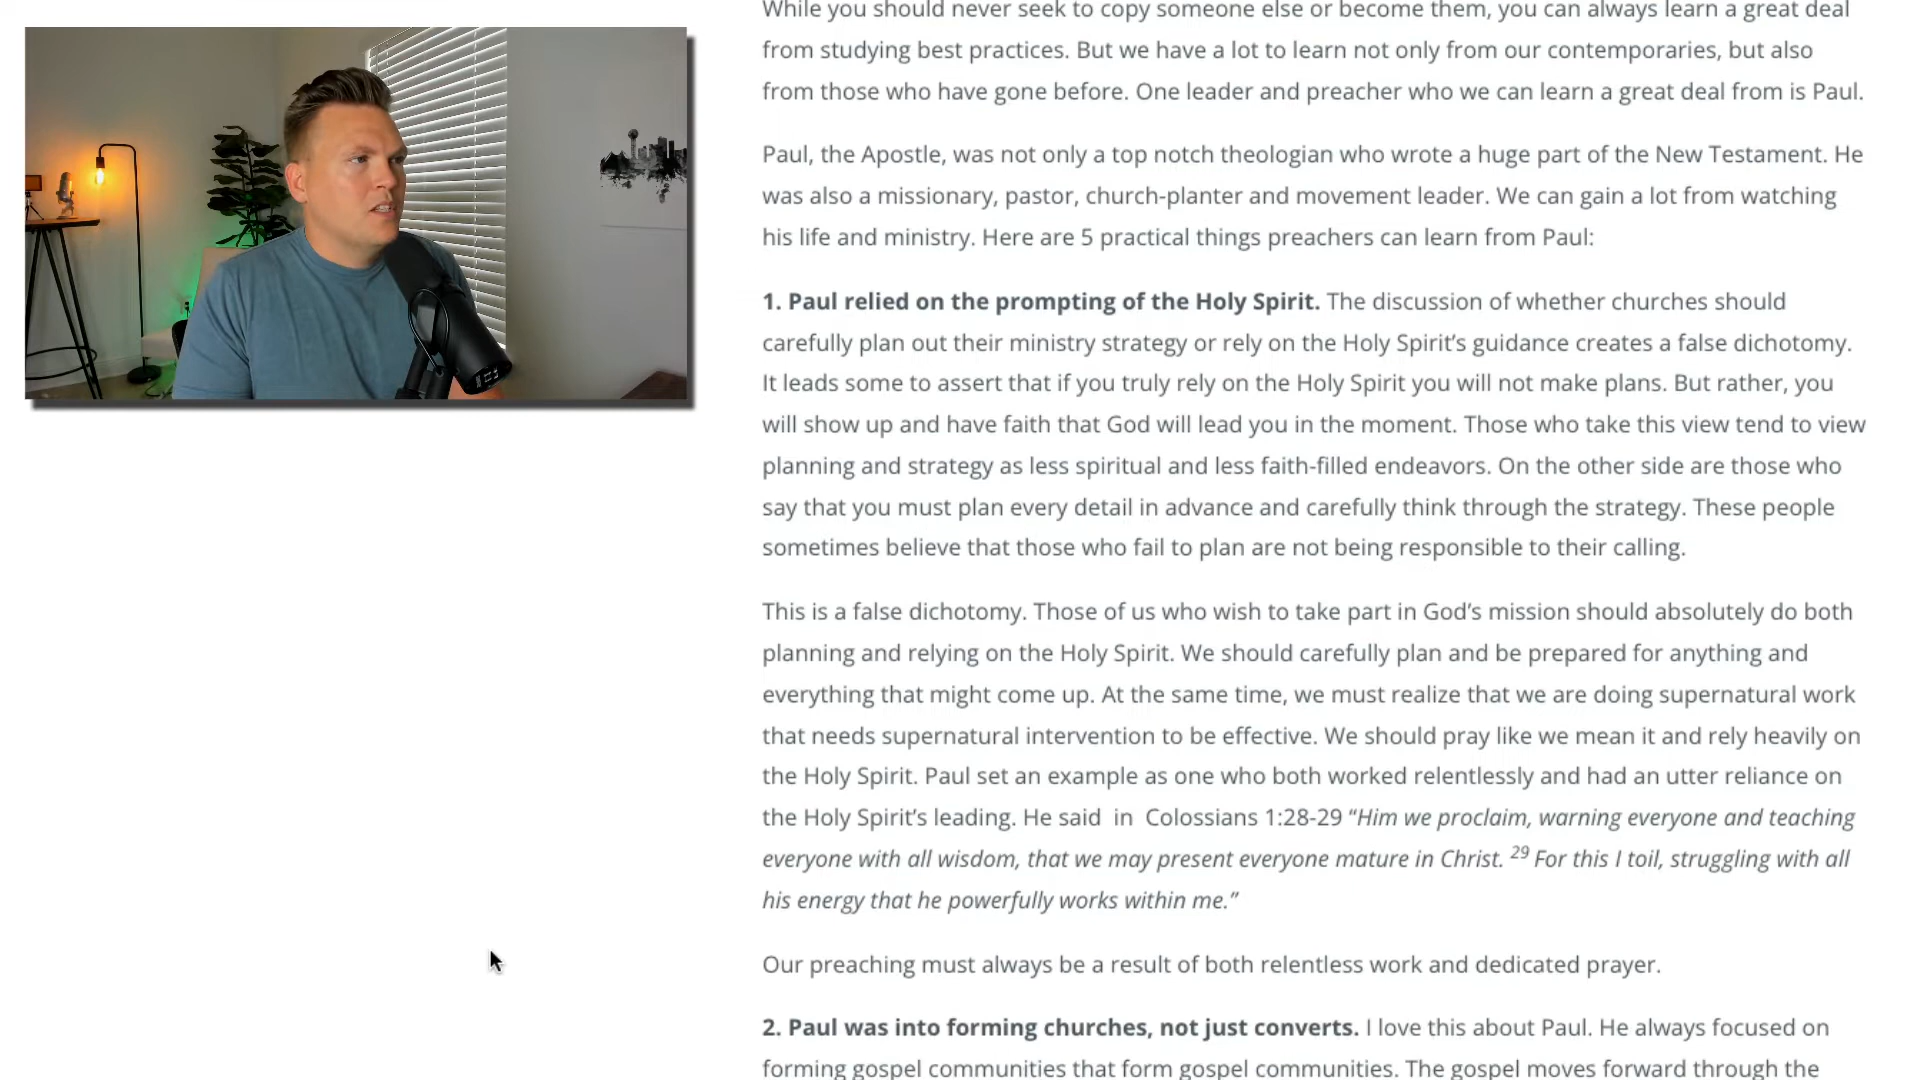 While you should never seek to copy someone else or become them, you can always learn a great deal
from studying best practices. But we have a lot to learn not only from our contemporaries, but also
from those who have gone before. One leader and preacher who we can learn a great deal from is Paul.
Paul, the Apostle, was not only a top notch theologian who wrote a huge part of the New Testament. He
was also a missionary, pastor, church-planter and movement leader. We can gain a lot from watching
his life and ministry. Here are 5 practical things preachers can learn from Paul:
1. Paul relied on the prompting of the Holy Spirit. The discussion of whether churches should
carefully plan out their ministry strategy or rely on the Holy Spirit’s guidance creates a false dichotomy.
It leads some to assert that if you truly rely on the Holy Spirit you will not make plans. But rather, you
will show up and have faith that God will lead you in the moment. Those who take this view tend to view
planning and strategy as less spiritual and less faith-filled endeavors. On the other side are those who
say that you must plan every detail in advance and carefully think through the strategy. These people
sometimes believe that those who fail to plan are not being responsible to their calling.
This is a false dichotomy. Those of us who wish to take part in God’s mission should absolutely do both
planning and relying on the Holy Spirit. We should carefully plan and be prepared for anything and
everything that might come up. At the same time, we must realize that we are doing supernatural work
that needs supernatural intervention to be effective. We should pray like we mean it and rely heavily on
the Holy Spirit. Paul set an example as one who both worked relentlessly and had an utter reliance on
the Holy Spirit’s leading. He said in Colossians 1:28-29 “Him we proclaim, warning everyone and teaching
everyone with all wisdom, that we may present everyone mature in Christ. 29 For this I toil, struggling with all
his energy that he powerfully works within me.”
Our preaching must always be a result of both relentless work and dedicated prayer.
2. Paul was into forming churches, not just converts. I love this about Paul. He always focused on
forming gospel communities that form gospel communities. The gospel moves forward through the